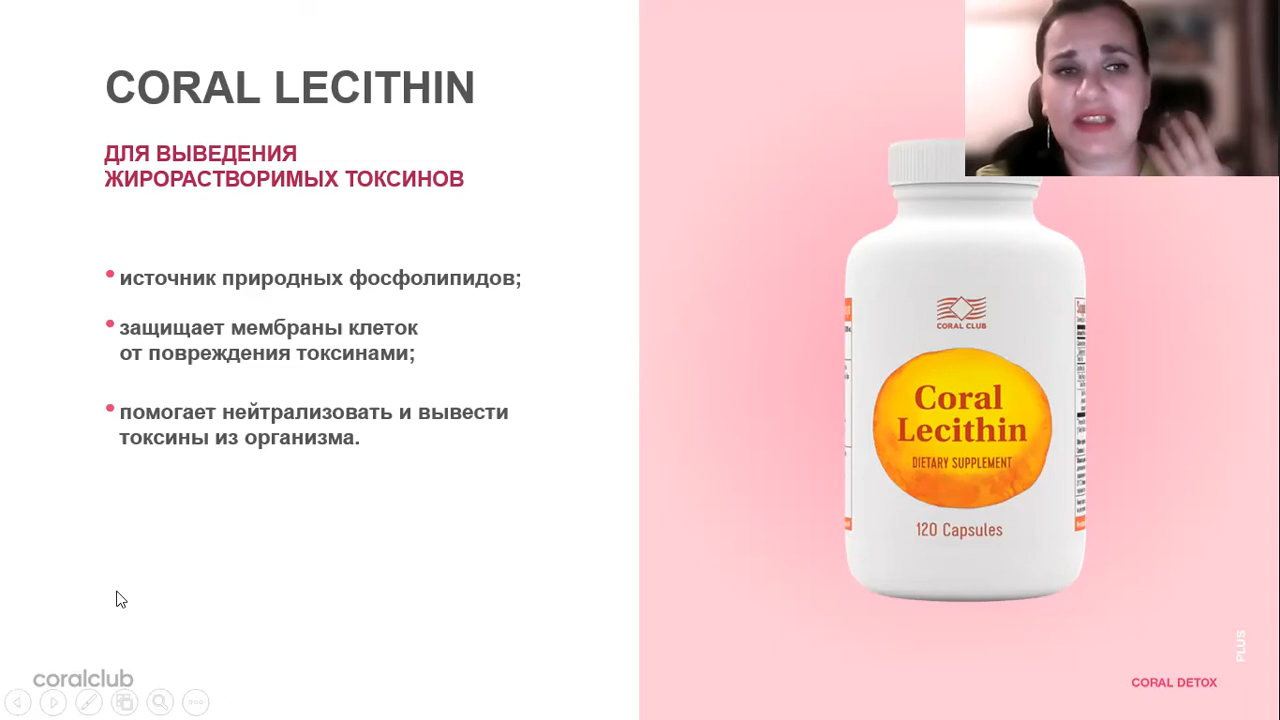 CORAL LECITHIN
ДЛЯ ВЫВЕДЕНИЯ
ЖИРОРАСТВОРИМЫХ ТОКСИНОВ
• источник природных фосфолипидов;
• защищает мембраны клеток
от повреждения токсинами;
• помогает нейтрализовать и вывести
токсины из организма.
coralclub
CORAL CLUB
Coral
Lecithin
DIETARY SUPPLEMENT
120 Capsules
PLUS
CORAL DETOX